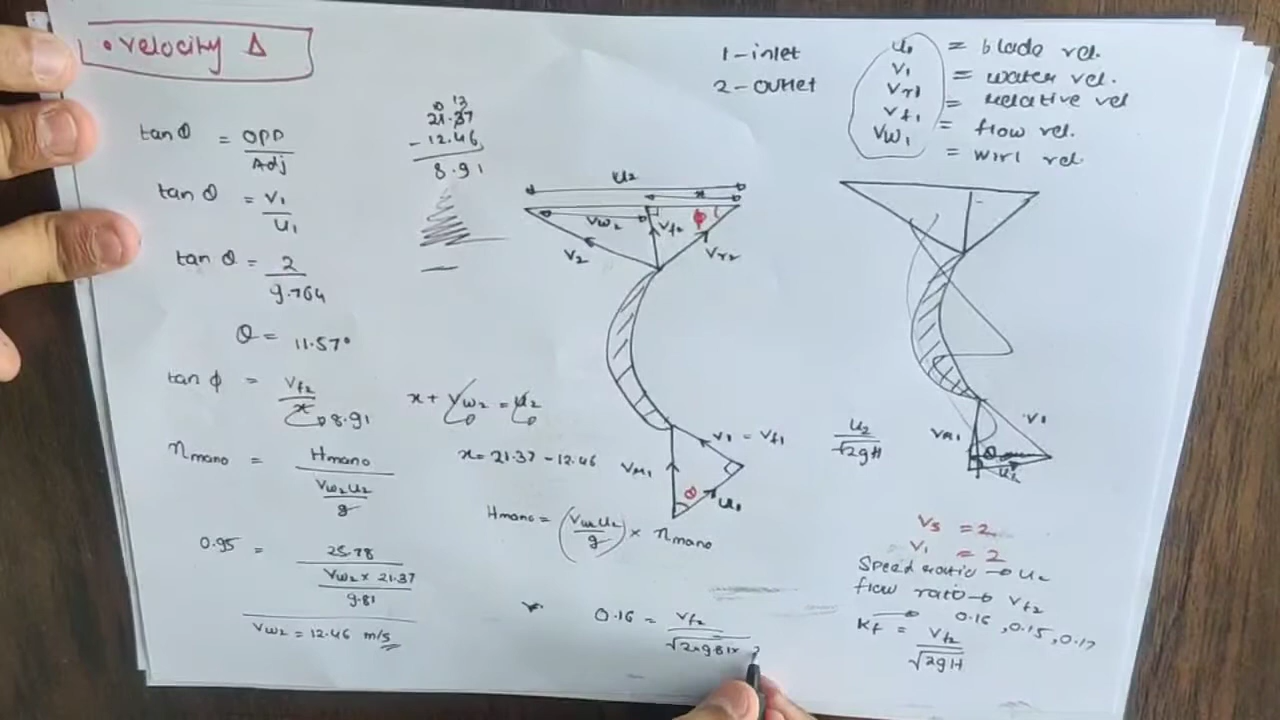 • velocity Δ
1 - inlet
2 - outlet
= blade vel.
V1 = water vel.
Vr1 = relative vel
Vf1 = flow vel.
Vw1 = wirl vel.
tan θ = opp / Adj
tan θ = V1 / u1
tan θ = 2 / 9.764
θ = 11.57°
tan ϕ = Vf2 / x → 8.91
ηmano = Hmano / (Vw2 u2 / g)
0.95 = 25.78 / (Vw2 × 21.37 / 9.81)
Vw2 = 12.46 m/s
21.37
- 12.46
8.91
x + Vw2 = u2
x = 21.37 - 12.46
Hmano = (Vw2 u2 / g) × ηmano
0.16 = Vf2 / √2×9.81×
u2
x
Vw2
Vf2
ϕ
V2
Vr2
V1 = Vf1
Vr1
θ
u1
u2 / √2gH
V1
θ
Vs = 2
V1 = 2
Speed ratio → u2
flow ratio → Vf2
0.16, 0.15, 0.17
Kf = Vf2 / √2gH